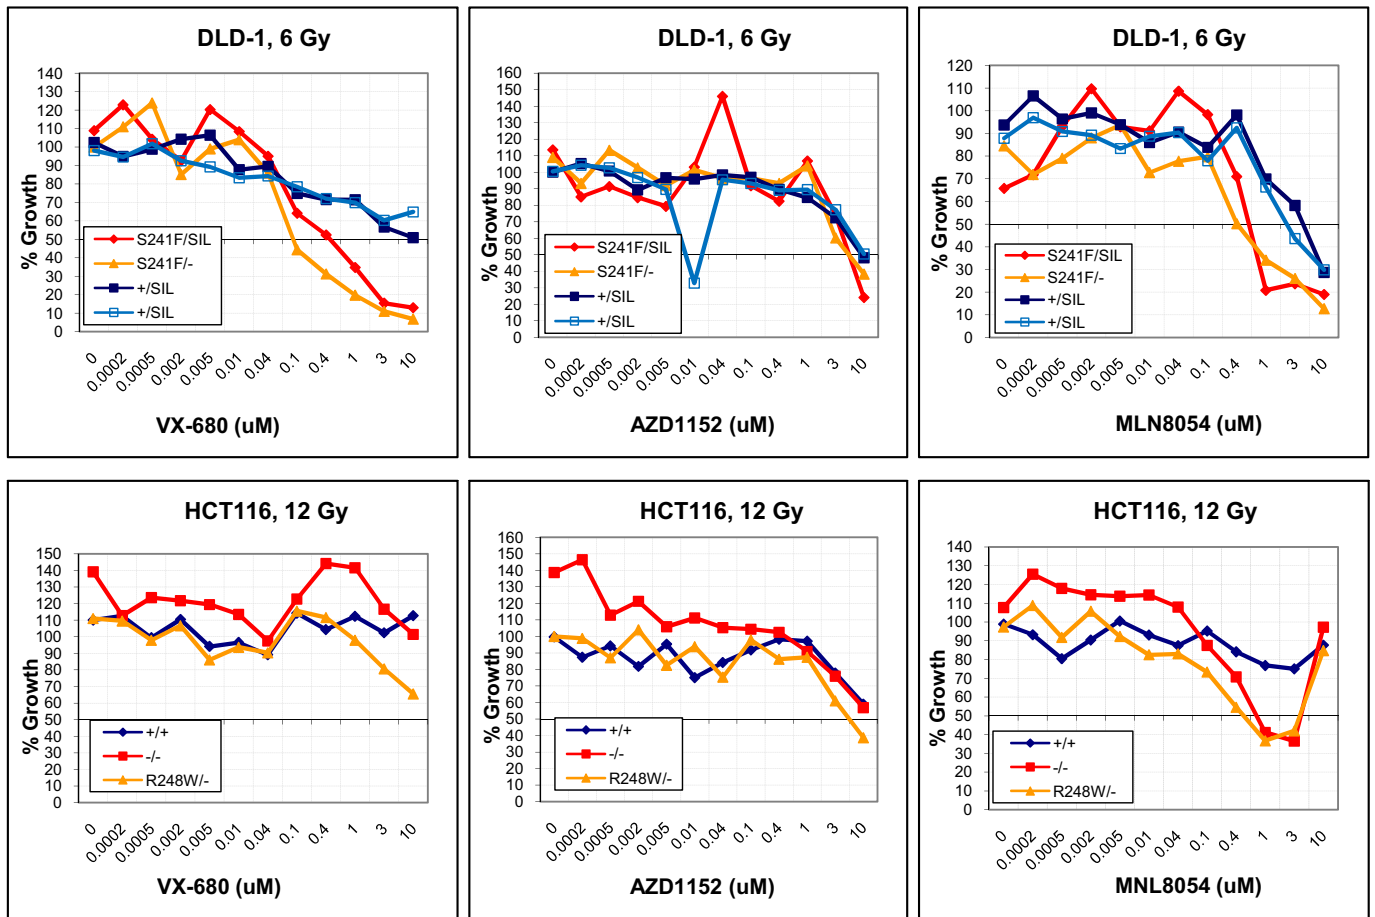 DLD-1, 6 Gy
% Growth
140
130
120
110
100
90
80
70
60
50
40
30
20
10
0
S241F/SIL
S241F/-
+/SIL
+/SIL
0 0.0002 0.0005 0.002 0.005 0.01 0.04 0.1 0.4 1 3 10
VX-680 (uM)
DLD-1, 6 Gy
% Growth
160
150
140
130
120
110
100
90
80
70
60
50
40
30
20
10
0
S241F/SIL
S241F/-
+/SIL
+/SIL
0 0.0002 0.0005 0.002 0.005 0.01 0.04 0.1 0.4 1 3 10
AZD1152 (uM)
DLD-1, 6 Gy
% Growth
120
110
100
90
80
70
60
50
40
30
20
10
0
S241F/SIL
S241F/-
+/SIL
+/SIL
0 0.0002 0.0005 0.002 0.005 0.01 0.04 0.1 0.4 1 3 10
MLN8054 (uM)
HCT116, 12 Gy
% Growth
150
140
130
120
110
100
90
80
70
60
50
40
30
20
10
0
+/+
-/-
R248W/-
0 0.0002 0.0005 0.002 0.005 0.01 0.04 0.1 0.4 1 3 10
VX-680 (uM)
HCT116, 12 Gy
% Growth
160
150
140
130
120
110
100
90
80
70
60
50
40
30
20
10
0
+/+
-/-
R248W/-
0 0.0002 0.0005 0.002 0.005 0.01 0.04 0.1 0.4 1 3 10
AZD1152 (uM)
HCT116, 12 Gy
% Growth
140
130
120
110
100
90
80
70
60
50
40
30
20
10
0
+/+
-/-
R248W/-
0 0.0002 0.0005 0.002 0.005 0.01 0.04 0.1 0.4 1 3 10
MNL8054 (uM)